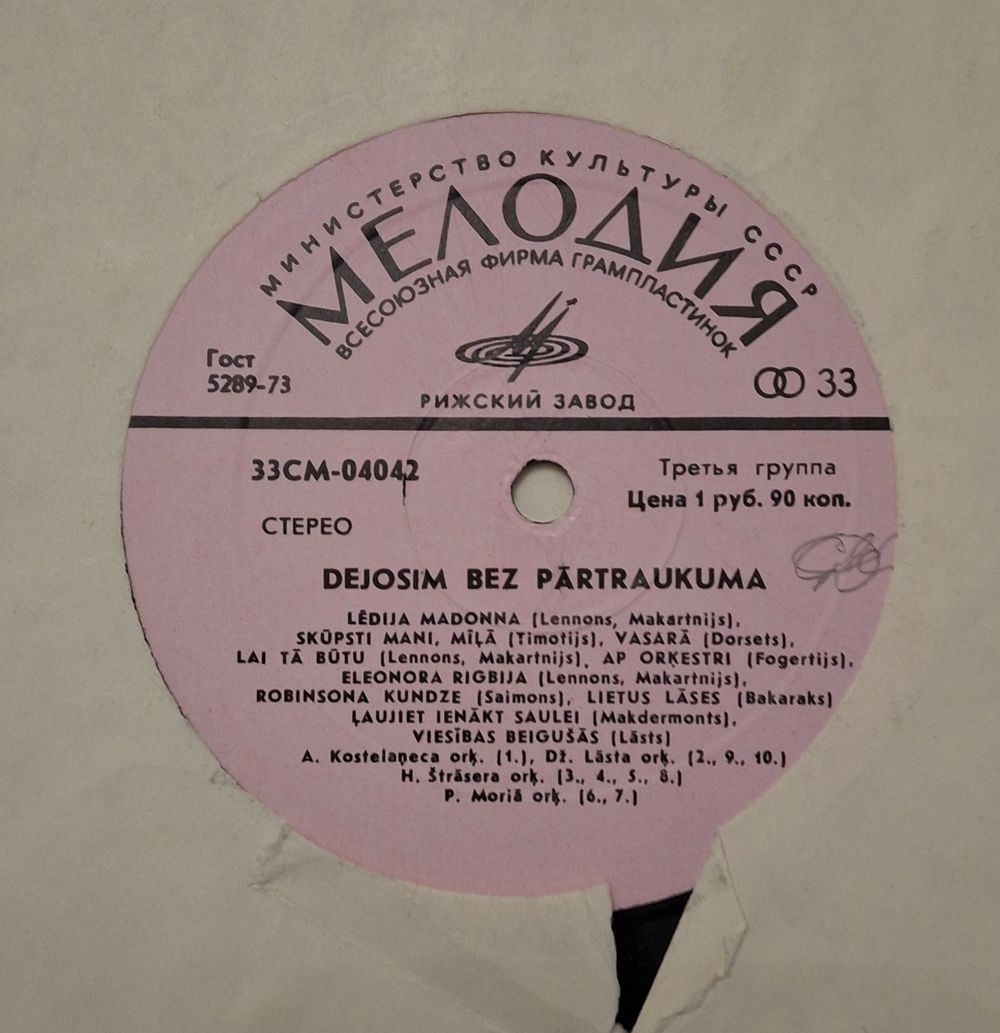 МИНИСТЕРСТВО КУЛЬТУРЫ СССР
МЕЛОДИЯ
ВСЕСОЮЗНАЯ ФИРМА ГРАМПЛАСТИНОК
Гост
5289-73
33
РИЖСКИЙ ЗАВОД
33СМ-04042
Третья группа
Цена 1 руб. 90 коп.
СТЕРЕО
DEJOSIM BEZ PĀRTRAUKUMA
LĒDIJA MADONNA (Lennons, Makartnijs),
SKŪPSTI MANI, MĪĻĀ (Timotijs), VASARĀ (Dorsets),
LAI TĀ BŪTU (Lennons, Makartnijs), AP ORĶESTRI (Fogertijs),
ELEONORA RIGBIJA (Lennons, Makartnijs),
ROBINSONA KUNDZE (Saimons), LIETUS LĀSES (Bakaraks)
ĻAUJIET IENĀKT SAULEI (Makdermonts),
VIESĪBAS BEIGUŠĀS (Lāsts)
A. Kosteļaņeca orķ. (1.), Dž. Lāsta orķ. (2., 9., 10.)
H. Štrāsera orķ. (3., 4., 5., 8.)
P. Moriā orķ. (6., 7.)